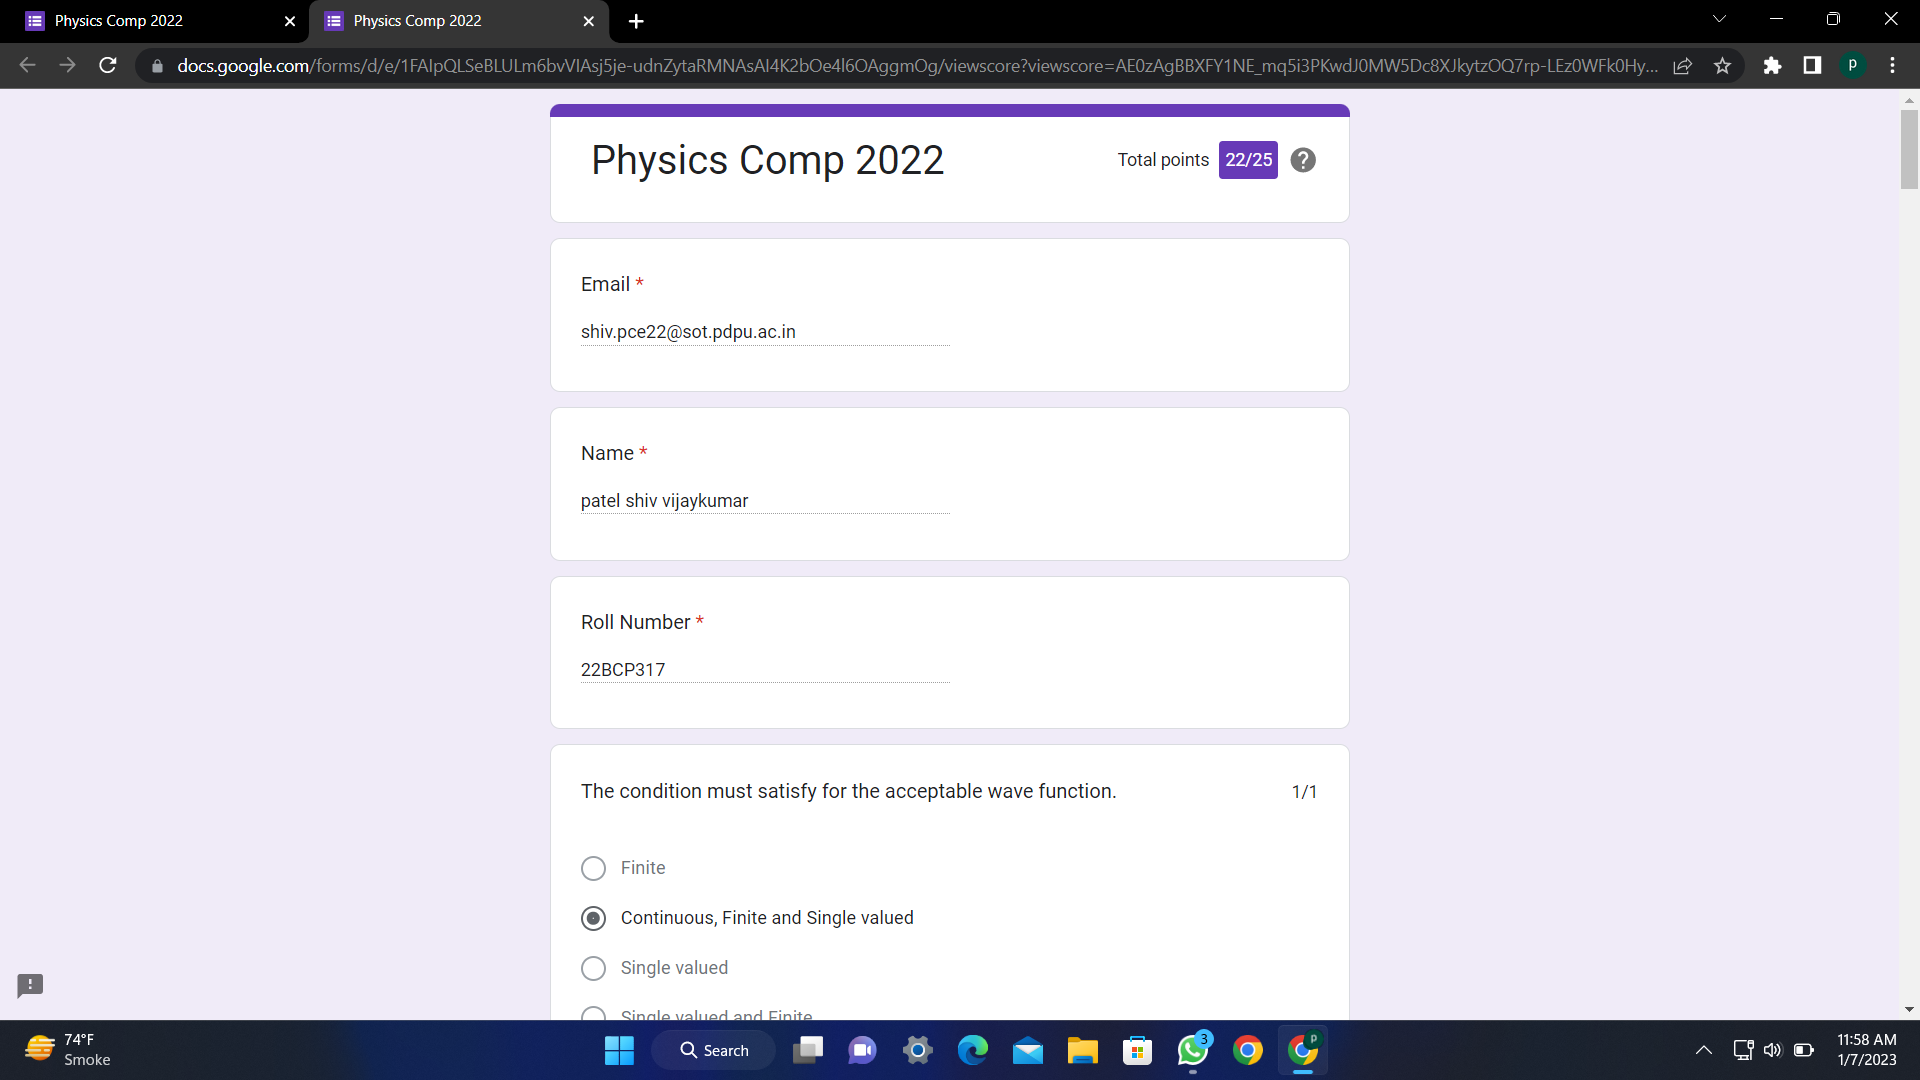 Physics Comp 2022
Physics Comp 2022
docs.google.com/forms/d/e/1FAIpQLSeBLULm6bvVIAsj5je-udnZytaRMNAsAI4K2bOe4l6OAggmOg/viewscore?viewscore=AE0zAgBBXFY1NE_mq5i3PKwdJ0MW5Dc8XJkytzOQ7rp-LEz0WFk0Hy...
P
Physics Comp 2022
Total points 22/25
Email *
shiv.pce22@sot.pdpu.ac.in
Name *
patel shiv vijaykumar
Roll Number *
22BCP317
The condition must satisfy for the acceptable wave function.
1/1
Finite
Continuous, Finite and Single valued
Single valued
Single valued and Finite
74°F
Smoke
Search
3
P
11:58 AM
1/7/2023